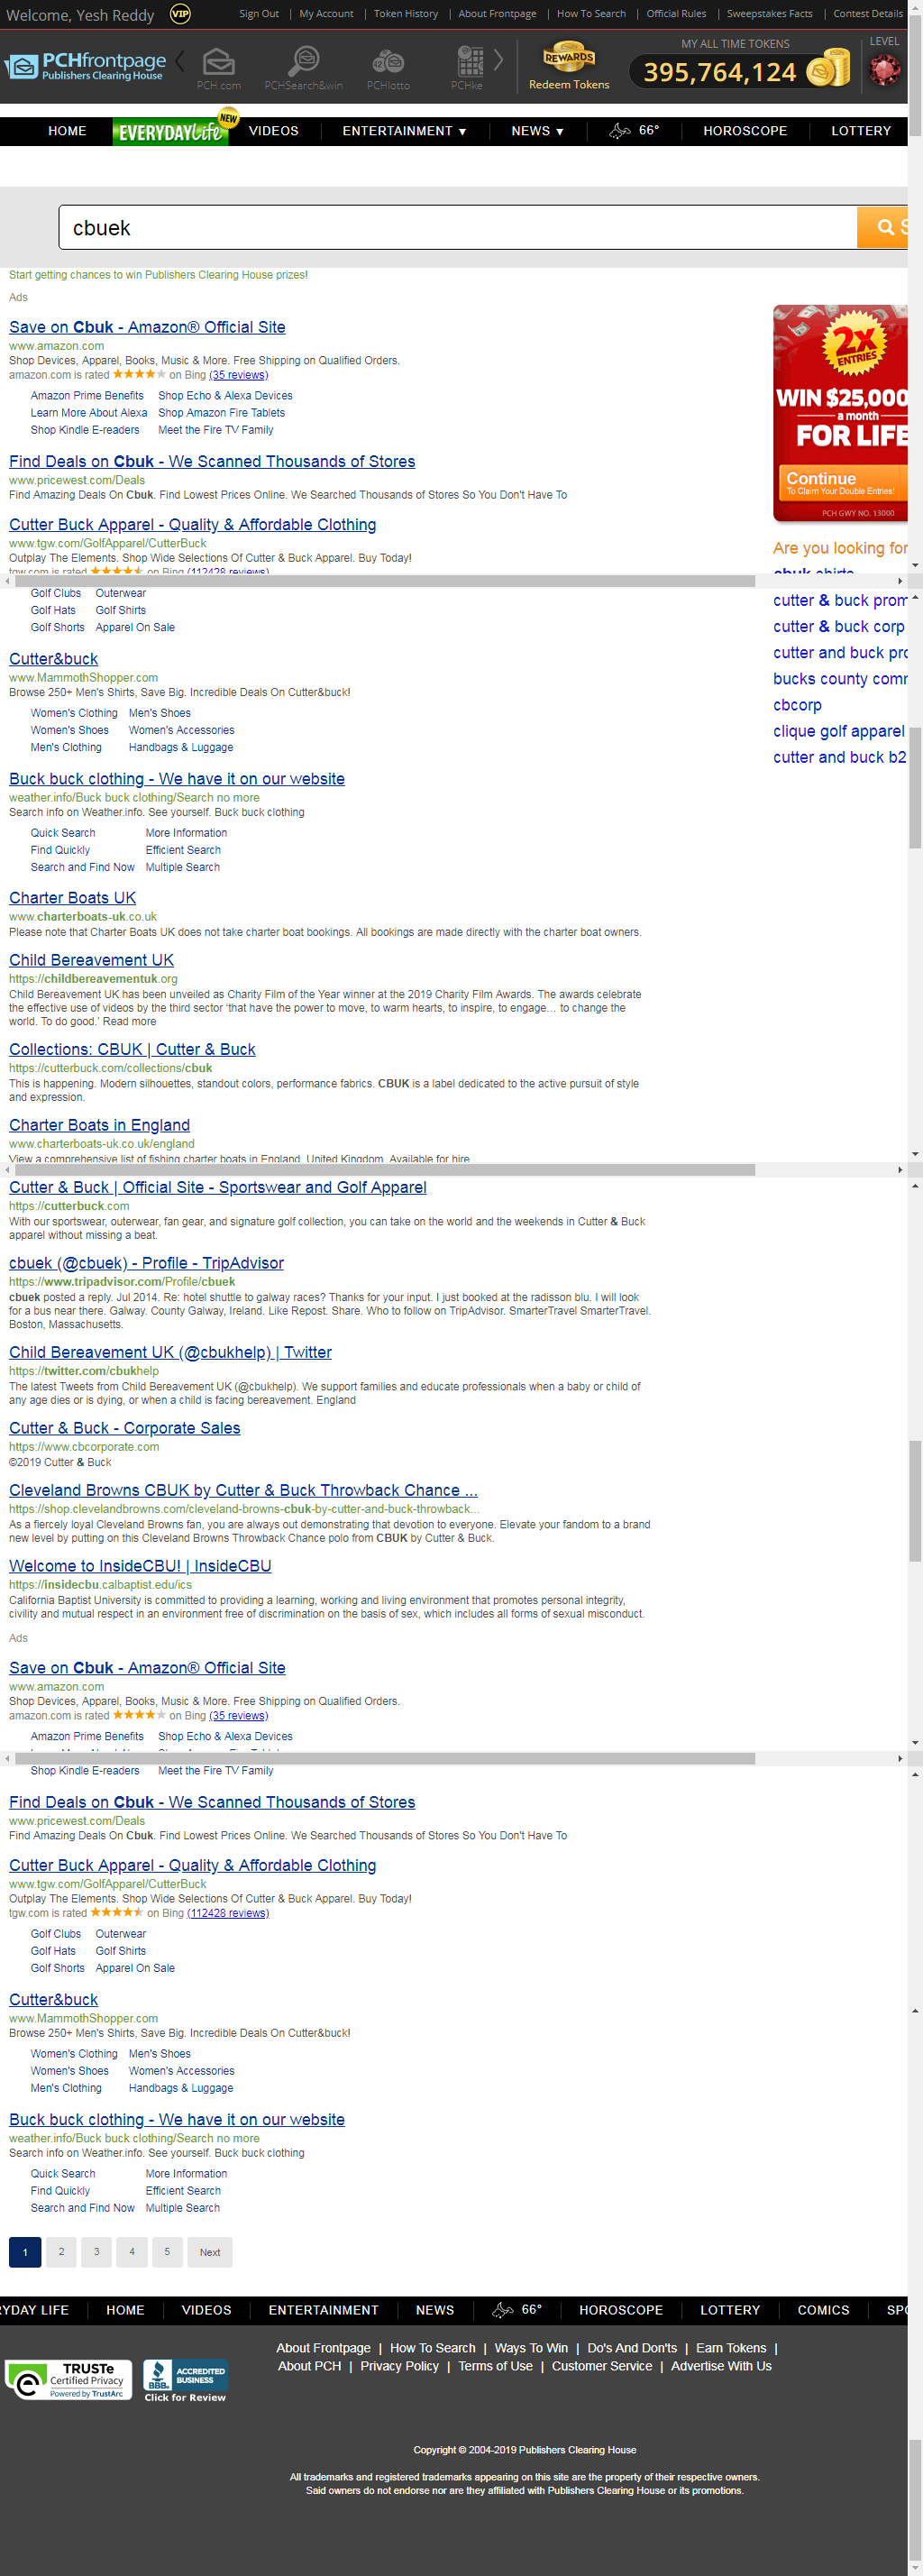 Welcome, Yesh Reddy VIP Sign Out | My Account | Token History | About Frontpage | How To Search | Official Rules | Sweepstakes Facts | Contest Details
PCHfrontpage
Publishers Clearing House
PCH.com PCHSearch&win PCHlotto PCHke
REWARDS
Redeem Tokens
MY ALL TIME TOKENS
395,764,124
LEVEL
HOME EVERYDAY Life NEW VIDEOS ENTERTAINMENT ▼ NEWS ▼ 66° HOROSCOPE LOTTERY
cbuek
S
Start getting chances to win Publishers Clearing House prizes!
Ads
Save on Cbuk - Amazon® Official Site
www.amazon.com
Shop Devices, Apparel, Books, Music & More. Free Shipping on Qualified Orders.
amazon.com is rated ★★★★★ on Bing (35 reviews)
Amazon Prime Benefits Shop Echo & Alexa Devices
Learn More About Alexa Shop Amazon Fire Tablets
Shop Kindle E-readers Meet the Fire TV Family
Find Deals on Cbuk - We Scanned Thousands of Stores
www.pricewest.com/Deals
Find Amazing Deals On Cbuk. Find Lowest Prices Online. We Searched Thousands of Stores So You Don't Have To
Cutter Buck Apparel - Quality & Affordable Clothing
www.tgw.com/GolfApparel/CutterBuck
Outplay The Elements. Shop Wide Selections Of Cutter & Buck Apparel. Buy Today!
tgw.com is rated ★★★★★ on Bing (112428 reviews)
2X
ENTRIES
WIN $25,000
a month
FOR LIFE
Continue
To Claim Your Double Entries!
PCH GWY NO. 13000
Are you looking for
cbuk shirts
Golf Clubs Outerwear
Golf Hats Golf Shirts
Golf Shorts Apparel On Sale
cutter & buck prom
cutter & buck corp
cutter and buck pro
bucks county comm
cbcorp
clique golf apparel
cutter and buck b2
Cutter&buck
www.MammothShopper.com
Browse 250+ Men's Shirts, Save Big. Incredible Deals On Cutter&buck!
Women's Clothing Men's Shoes
Women's Shoes Women's Accessories
Men's Clothing Handbags & Luggage
Buck buck clothing - We have it on our website
weather.info/Buck buck clothing/Search no more
Search info on Weather.info. See yourself. Buck buck clothing
Quick Search More Information
Find Quickly Efficient Search
Search and Find Now Multiple Search
Charter Boats UK
www.charterboats-uk.co.uk
Please note that Charter Boats UK does not take charter boat bookings. All bookings are made directly with the charter boat owners.
Child Bereavement UK
https://childbereavementuk.org
Child Bereavement UK has been unveiled as Charity Film of the Year winner at the 2019 Charity Film Awards. The awards celebrate
the effective use of videos by the third sector ‘that have the power to move, to warm hearts, to inspire, to engage… to change the
world. To do good.’ Read more
Collections: CBUK | Cutter & Buck
https://cutterbuck.com/collections/cbuk
This is happening. Modern silhouettes, standout colors, performance fabrics. CBUK is a label dedicated to the active pursuit of style
and expression.
Charter Boats in England
www.charterboats-uk.co.uk/england
View a comprehensive list of fishing charter boats in England, United Kingdom. Available for hire
Cutter & Buck | Official Site - Sportswear and Golf Apparel
https://cutterbuck.com
With our sportswear, outerwear, fan gear, and signature golf collection, you can take on the world and the weekends in Cutter & Buck
apparel without missing a beat.
cbuek (@cbuek) - Profile - TripAdvisor
https://www.tripadvisor.com/Profile/cbuek
cbuek posted a reply. Jul 2014. Re: hotel shuttle to galway races? Thanks for your input. I just booked at the radisson blu. I will look
for a bus near there. Galway. County Galway, Ireland. Like Repost. Share. Who to follow on TripAdvisor. SmarterTravel SmarterTravel.
Boston, Massachusetts.
Child Bereavement UK (@cbukhelp) | Twitter
https://twitter.com/cbukhelp
The latest Tweets from Child Bereavement UK (@cbukhelp). We support families and educate professionals when a baby or child of
any age dies or is dying, or when a child is facing bereavement. England
Cutter & Buck - Corporate Sales
https://www.cbcorporate.com
©2019 Cutter & Buck
Cleveland Browns CBUK by Cutter & Buck Throwback Chance ...
https://shop.clevelandbrowns.com/cleveland-browns-cbuk-by-cutter-and-buck-throwback...
As a fiercely loyal Cleveland Browns fan, you are always out demonstrating that devotion to everyone. Elevate your fandom to a brand
new level by putting on this Cleveland Browns Throwback Chance polo from CBUK by Cutter & Buck.
Welcome to InsideCBU! | InsideCBU
https://insidecbu.calbaptist.edu/ics
California Baptist University is committed to providing a learning, working and living environment that promotes personal integrity,
civility and mutual respect in an environment free of discrimination on the basis of sex, which includes all forms of sexual misconduct.
Ads
Save on Cbuk - Amazon® Official Site
www.amazon.com
Shop Devices, Apparel, Books, Music & More. Free Shipping on Qualified Orders.
amazon.com is rated ★★★★★ on Bing (35 reviews)
Amazon Prime Benefits Shop Echo & Alexa Devices
Shop Kindle E-readers Meet the Fire TV Family
Find Deals on Cbuk - We Scanned Thousands of Stores
www.pricewest.com/Deals
Find Amazing Deals On Cbuk. Find Lowest Prices Online. We Searched Thousands of Stores So You Don't Have To
Cutter Buck Apparel - Quality & Affordable Clothing
www.tgw.com/GolfApparel/CutterBuck
Outplay The Elements. Shop Wide Selections Of Cutter & Buck Apparel. Buy Today!
tgw.com is rated ★★★★★ on Bing (112428 reviews)
Golf Clubs Outerwear
Golf Hats Golf Shirts
Golf Shorts Apparel On Sale
Cutter&buck
www.MammothShopper.com
Browse 250+ Men's Shirts, Save Big. Incredible Deals On Cutter&buck!
Women's Clothing Men's Shoes
Women's Shoes Women's Accessories
Men's Clothing Handbags & Luggage
Buck buck clothing - We have it on our website
weather.info/Buck buck clothing/Search no more
Search info on Weather.info. See yourself. Buck buck clothing
Quick Search More Information
Find Quickly Efficient Search
Search and Find Now Multiple Search
1 2 3 4 5 Next
RYDAY LIFE HOME VIDEOS ENTERTAINMENT NEWS 66° HOROSCOPE LOTTERY COMICS SPO
About Frontpage | How To Search | Ways To Win | Do's And Don'ts | Earn Tokens |
About PCH | Privacy Policy | Terms of Use | Customer Service | Advertise With Us
TRUSTe
Certified Privacy
Powered by TrustArc
BBB
ACCREDITED
BUSINESS
Click for Review
Copyright © 2004-2019 Publishers Clearing House
All trademarks and registered trademarks appearing on this site are the property of their respective owners.
Said owners do not endorse nor are they affiliated with Publishers Clearing House or its promotions.